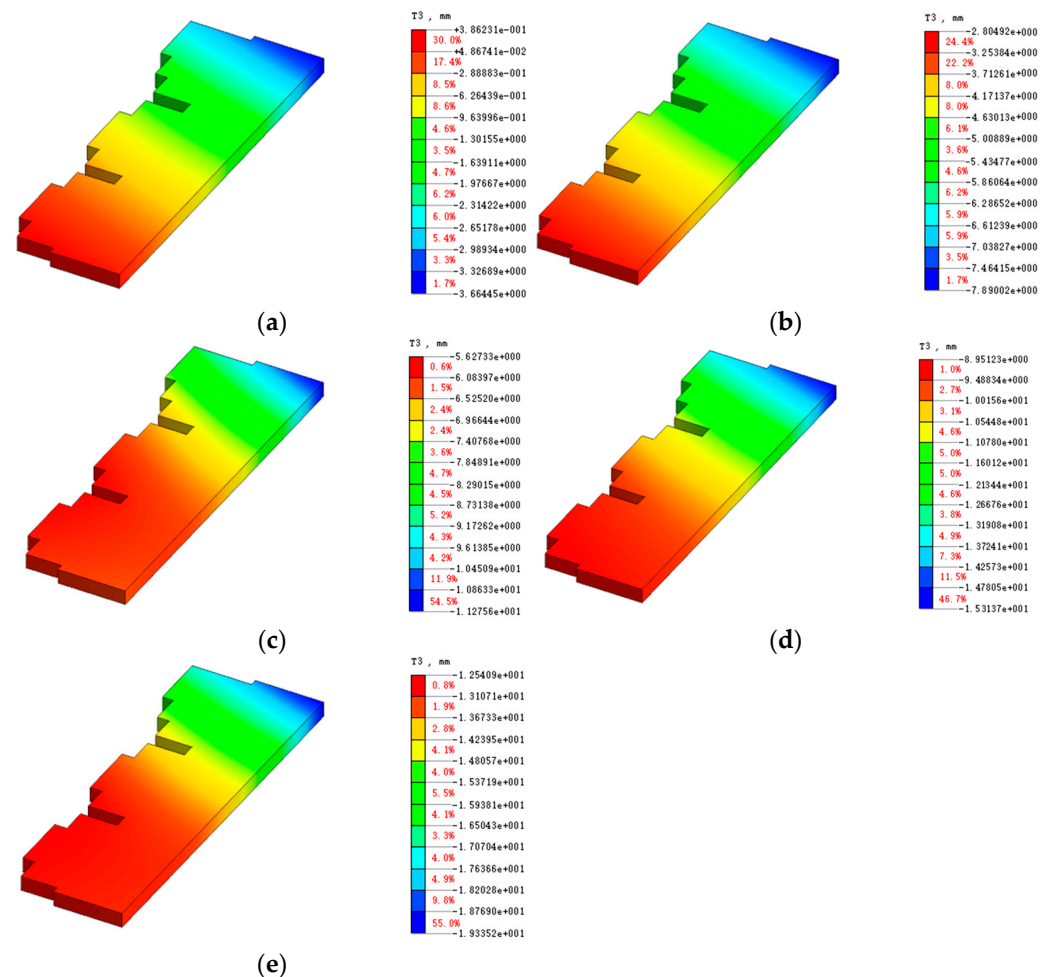 T3 , mm
+3.86231e-001
30.0%
+4.86741e-002
17.4%
-2.88883e-001
8.5%
-6.26439e-001
8.6%
-9.63996e-001
4.6%
-1.30155e+000
3.5%
-1.63911e+000
4.7%
-1.97667e+000
6.2%
-2.31422e+000
6.0%
-2.65178e+000
5.4%
-2.98934e+000
3.3%
-3.32689e+000
1.7%
-3.66445e+000
(a)
T3 , mm
-2.80492e+000
24.4%
-3.25384e+000
22.2%
-3.71261e+000
8.0%
-4.17137e+000
8.0%
-4.63013e+000
6.1%
-5.00889e+000
3.6%
-5.43477e+000
4.6%
-5.86064e+000
6.2%
-6.28652e+000
5.9%
-6.61239e+000
5.9%
-7.03827e+000
3.5%
-7.46415e+000
1.7%
-7.89002e+000
(b)
T3 , mm
-5.62733e+000
0.6%
-6.08397e+000
1.5%
-6.52520e+000
2.4%
-6.96644e+000
2.4%
-7.40768e+000
3.6%
-7.84891e+000
4.7%
-8.29015e+000
4.5%
-8.73138e+000
5.2%
-9.17262e+000
4.3%
-9.61385e+000
4.2%
-1.04509e+001
11.9%
-1.08633e+001
54.5%
-1.12756e+001
(c)
T3 , mm
-8.95123e+000
1.0%
-9.48834e+000
2.7%
-1.00156e+001
3.1%
-1.05448e+001
4.6%
-1.10780e+001
5.0%
-1.16012e+001
5.0%
-1.21344e+001
4.6%
-1.26676e+001
3.8%
-1.31908e+001
4.9%
-1.37241e+001
7.3%
-1.42573e+001
11.5%
-1.47805e+001
46.7%
-1.53137e+001
(d)
T3 , mm
-1.25409e+001
0.8%
-1.31071e+001
1.9%
-1.36733e+001
2.8%
-1.42395e+001
4.1%
-1.48057e+001
4.0%
-1.53719e+001
5.5%
-1.59381e+001
4.1%
-1.65043e+001
3.3%
-1.70704e+001
4.0%
-1.76366e+001
4.9%
-1.82028e+001
9.8%
-1.87690e+001
55.0%
-1.93352e+001
(e)